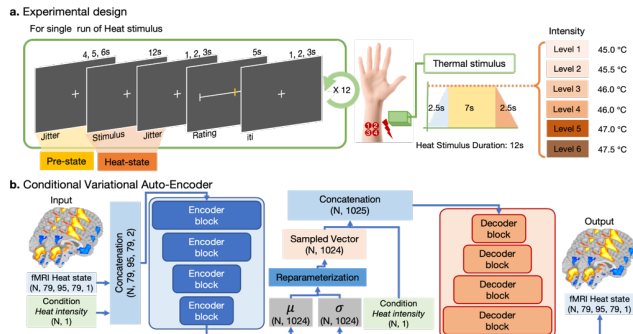 a. Experimental design
For single run of Heat stimulus
4, 5, 6s
12s
1, 2, 3s
5s
1, 2, 3s
Jitter
Stimulus
Jitter
Rating
iti
X 12
Pre-state
Heat-state
1 2
3 4
Thermal stimulus
2.5s
7s
2.5s
Heat Stimulus Duration: 12s
Intensity
Level 1 45.0 °C
Level 2 45.5 °C
Level 3 46.0 °C
Level 4 46.0 °C
Level 5 47.0 °C
Level 6 47.5 °C
b. Conditional Variational Auto-Encoder
Input
fMRI Heat state
(N, 79, 95, 79, 1)
Condition
Heat intensity
(N, 1)
Concatenation
(N, 79, 95, 79, 2)
Encoder
block
Encoder
block
Encoder
block
Encoder
block
Concatenation
(N, 1025)
Sampled Vector
(N, 1024)
Reparameterization
μ
(N, 1024)
σ
(N, 1024)
Condition
Heat intensity
(N, 1)
Decoder
block
Decoder
block
Decoder
block
Decoder
block
Output
fMRI Heat state
(N, 79, 95, 79, 1)